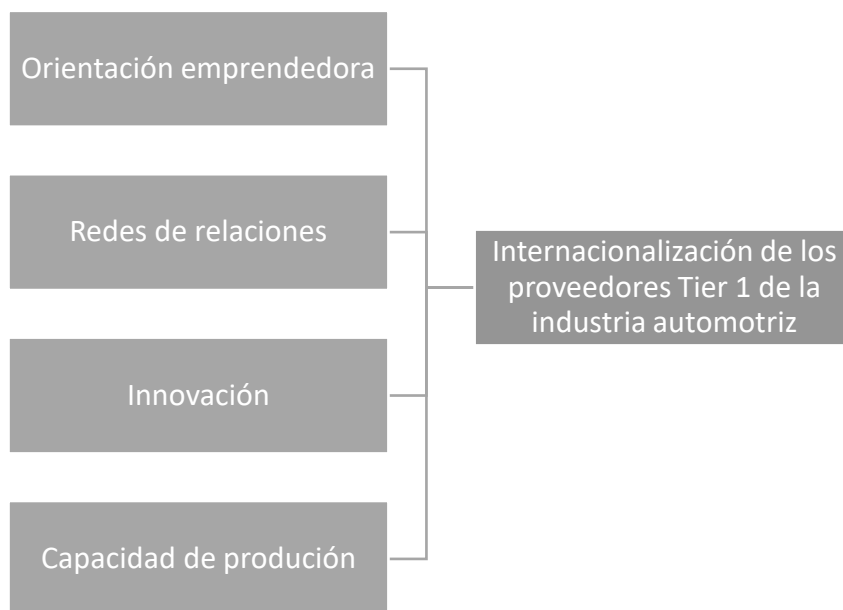 Orientación emprendedora
Redes de relaciones
Internacionalización de los
proveedores Tier 1 de la
industria automotriz
Innovación
Capacidad de produción